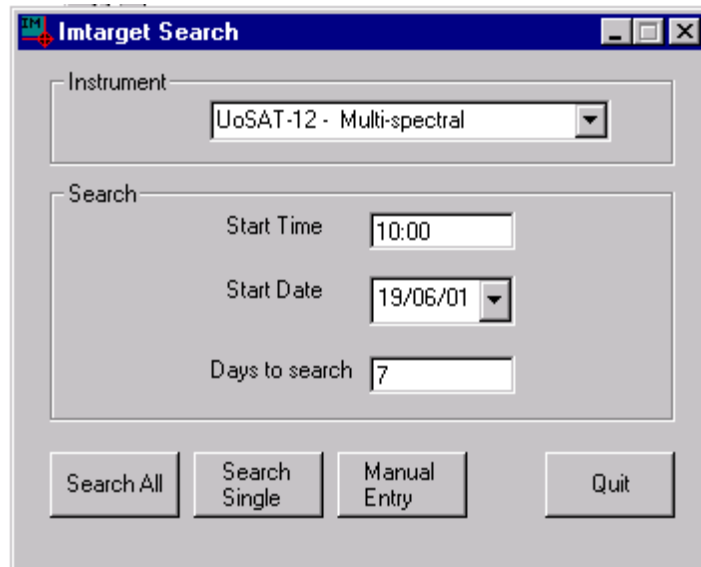 IM
Imtarget Search
Instrument
UoSAT-12 - Multi-spectral
Search
Start Time
10:00
Start Date
19/06/01
Days to search
7
Search All
Search
Single
Manual
Entry
Quit